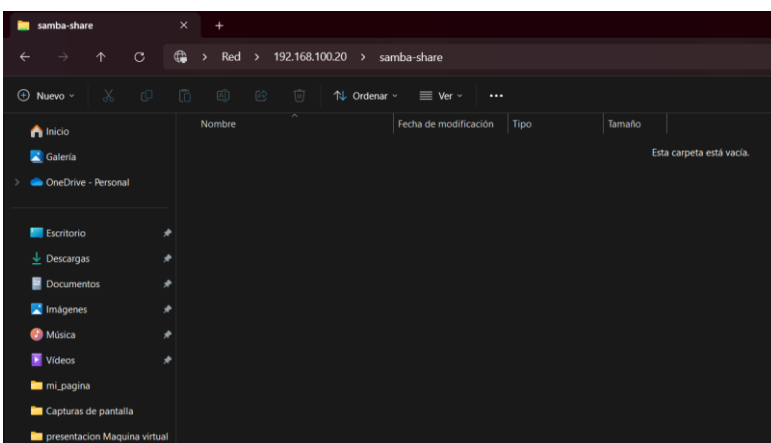 samba-share
Red > 192.168.100.20 > samba-share
Nuevo Ordenar Ver
Nombre Fecha de modificación Tipo Tamaño
Esta carpeta está vacía.
Inicio
Galería
OneDrive - Personal
Escritorio
Descargas
Documentos
Imágenes
Música
Vídeos
mi_pagina
Capturas de pantalla
presentacion Maquina virtual